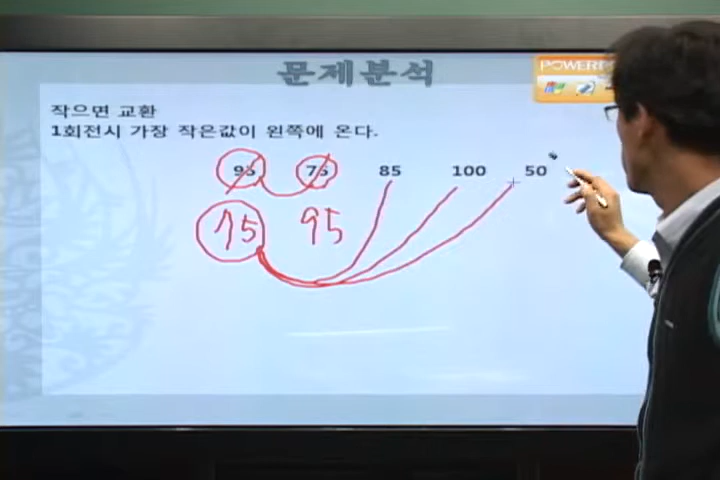 문제분석
작으면 교환
1회전시 가장 작은값이 왼쪽에 온다.
95 75 85 100 50
75 95